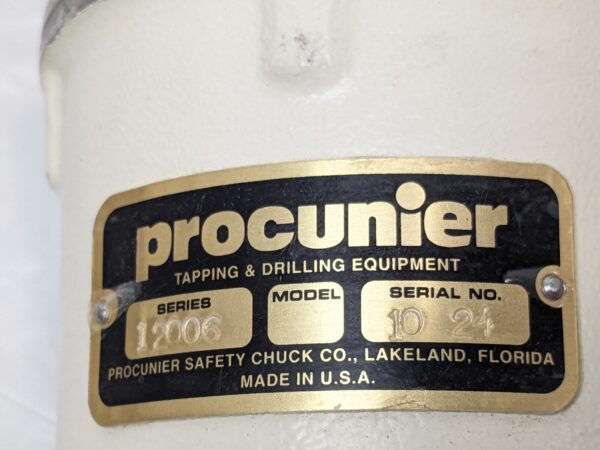 procunier
TAPPING & DRILLING EQUIPMENT
SERIES MODEL SERIAL NO.
12006 10 24
PROCUNIER SAFETY CHUCK CO., LAKELAND, FLORIDA
MADE IN U.S.A.